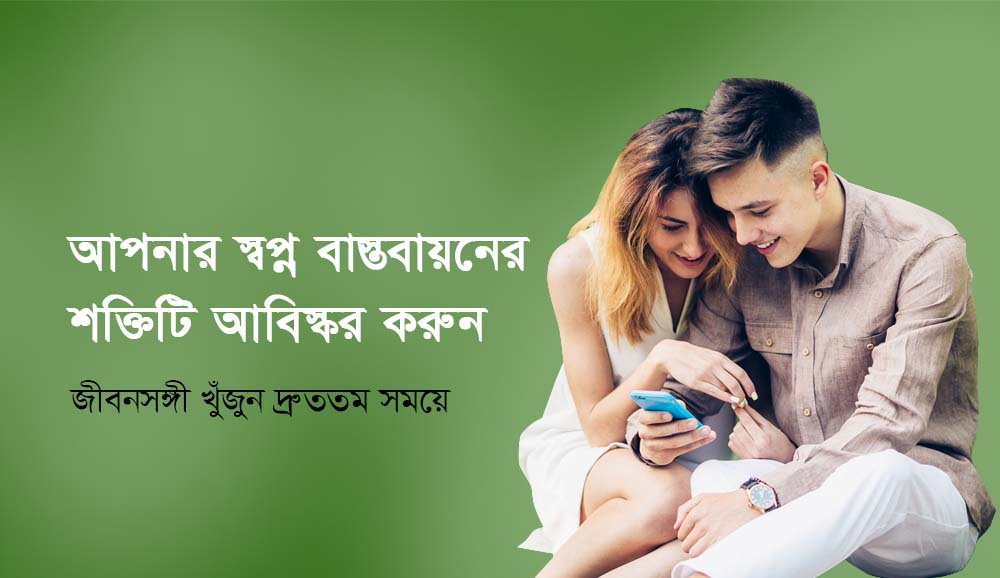 আপনার স্বপ্ন বাস্তবায়নের
শক্তিটি আবিস্কর করুন
জীবনসঙ্গী খুঁজুন দ্রুততম সময়ে